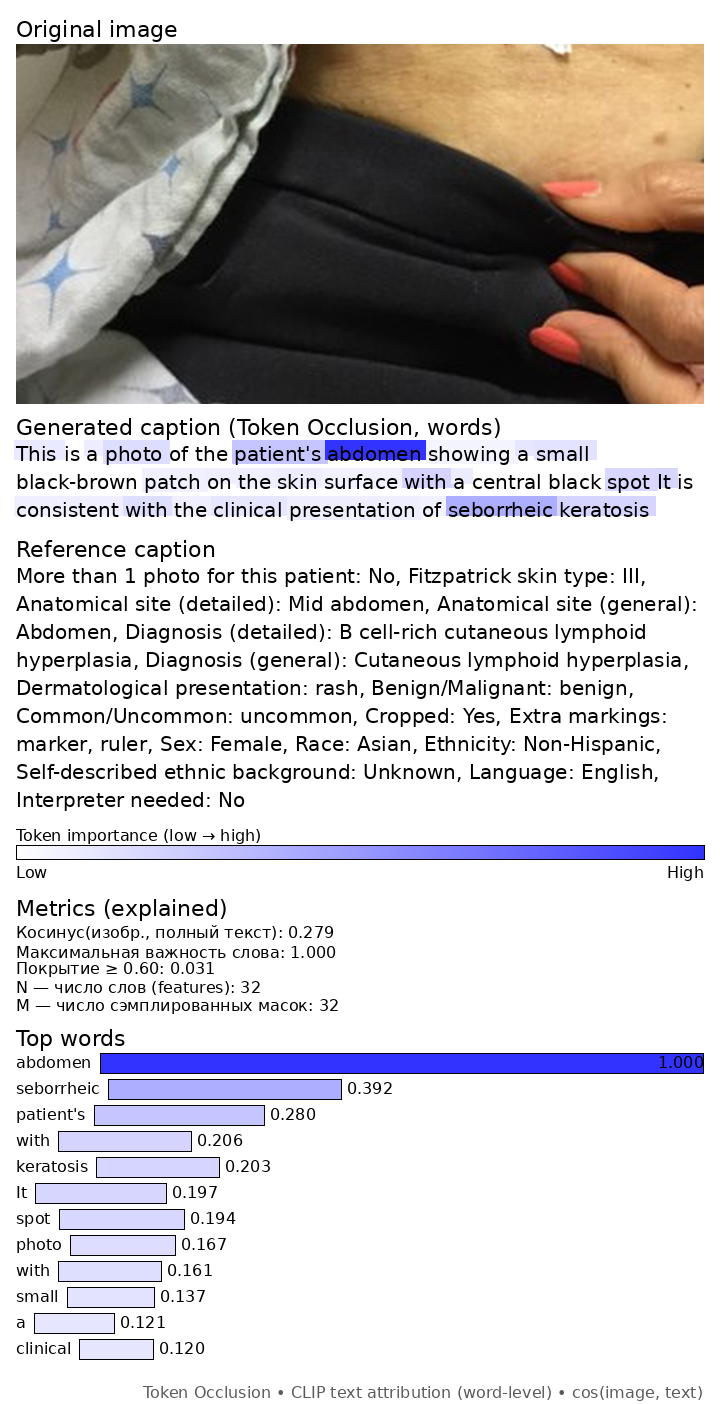 Original image
Generated caption (Token Occlusion, words)
This is a photo of the patient's abdomen showing a small
black-brown patch on the skin surface with a central black spot It is
consistent with the clinical presentation of seborrheic keratosis
Reference caption
More than 1 photo for this patient: No, Fitzpatrick skin type: III,
Anatomical site (detailed): Mid abdomen, Anatomical site (general):
Abdomen, Diagnosis (detailed): B cell-rich cutaneous lymphoid
hyperplasia, Diagnosis (general): Cutaneous lymphoid hyperplasia,
Dermatological presentation: rash, Benign/Malignant: benign,
Common/Uncommon: uncommon, Cropped: Yes, Extra markings:
marker, ruler, Sex: Female, Race: Asian, Ethnicity: Non-Hispanic,
Self-described ethnic background: Unknown, Language: English,
Interpreter needed: No
Token importance (low → high)
Low High
Metrics (explained)
Косинус(изобр., полный текст): 0.279
Максимальная важность слова: 1.000
Покрытие ≥ 0.60: 0.031
N — число слов (features): 32
M — число сэмплированных масок: 32
Top words
abdomen 1.000
seborrheic 0.392
patient's 0.280
with 0.206
keratosis 0.203
It 0.197
spot 0.194
photo 0.167
with 0.161
small 0.137
a 0.121
clinical 0.120
Token Occlusion • CLIP text attribution (word-level) • cos(image, text)